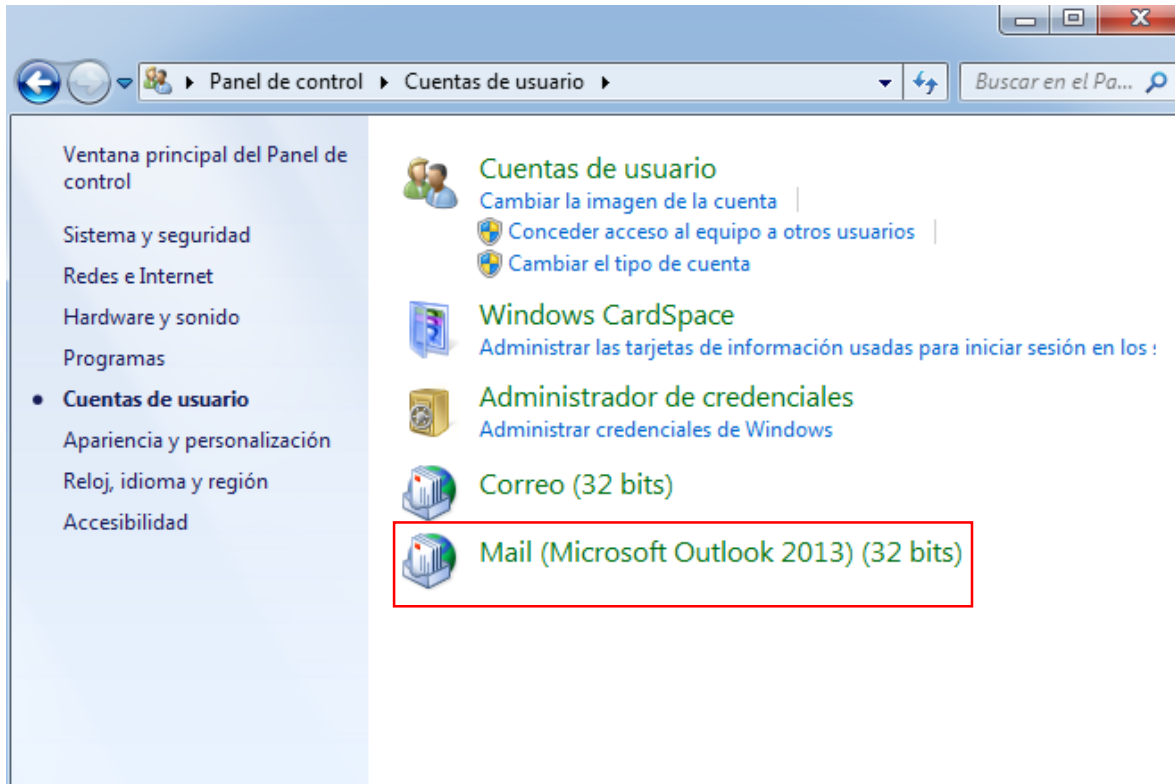 Panel de control Cuentas de usuario Buscar en el Pa...
Ventana principal del Panel de
control
Sistema y seguridad
Redes e Internet
Hardware y sonido
Programas
Cuentas de usuario
Apariencia y personalización
Reloj, idioma y región
Accesibilidad
Cuentas de usuario
Cambiar la imagen de la cuenta
Conceder acceso al equipo a otros usuarios
Cambiar el tipo de cuenta
Windows CardSpace
Administrar las tarjetas de información usadas para iniciar sesión en los
Administrador de credenciales
Administrar credenciales de Windows
Correo (32 bits)
Mail (Microsoft Outlook 2013) (32 bits)